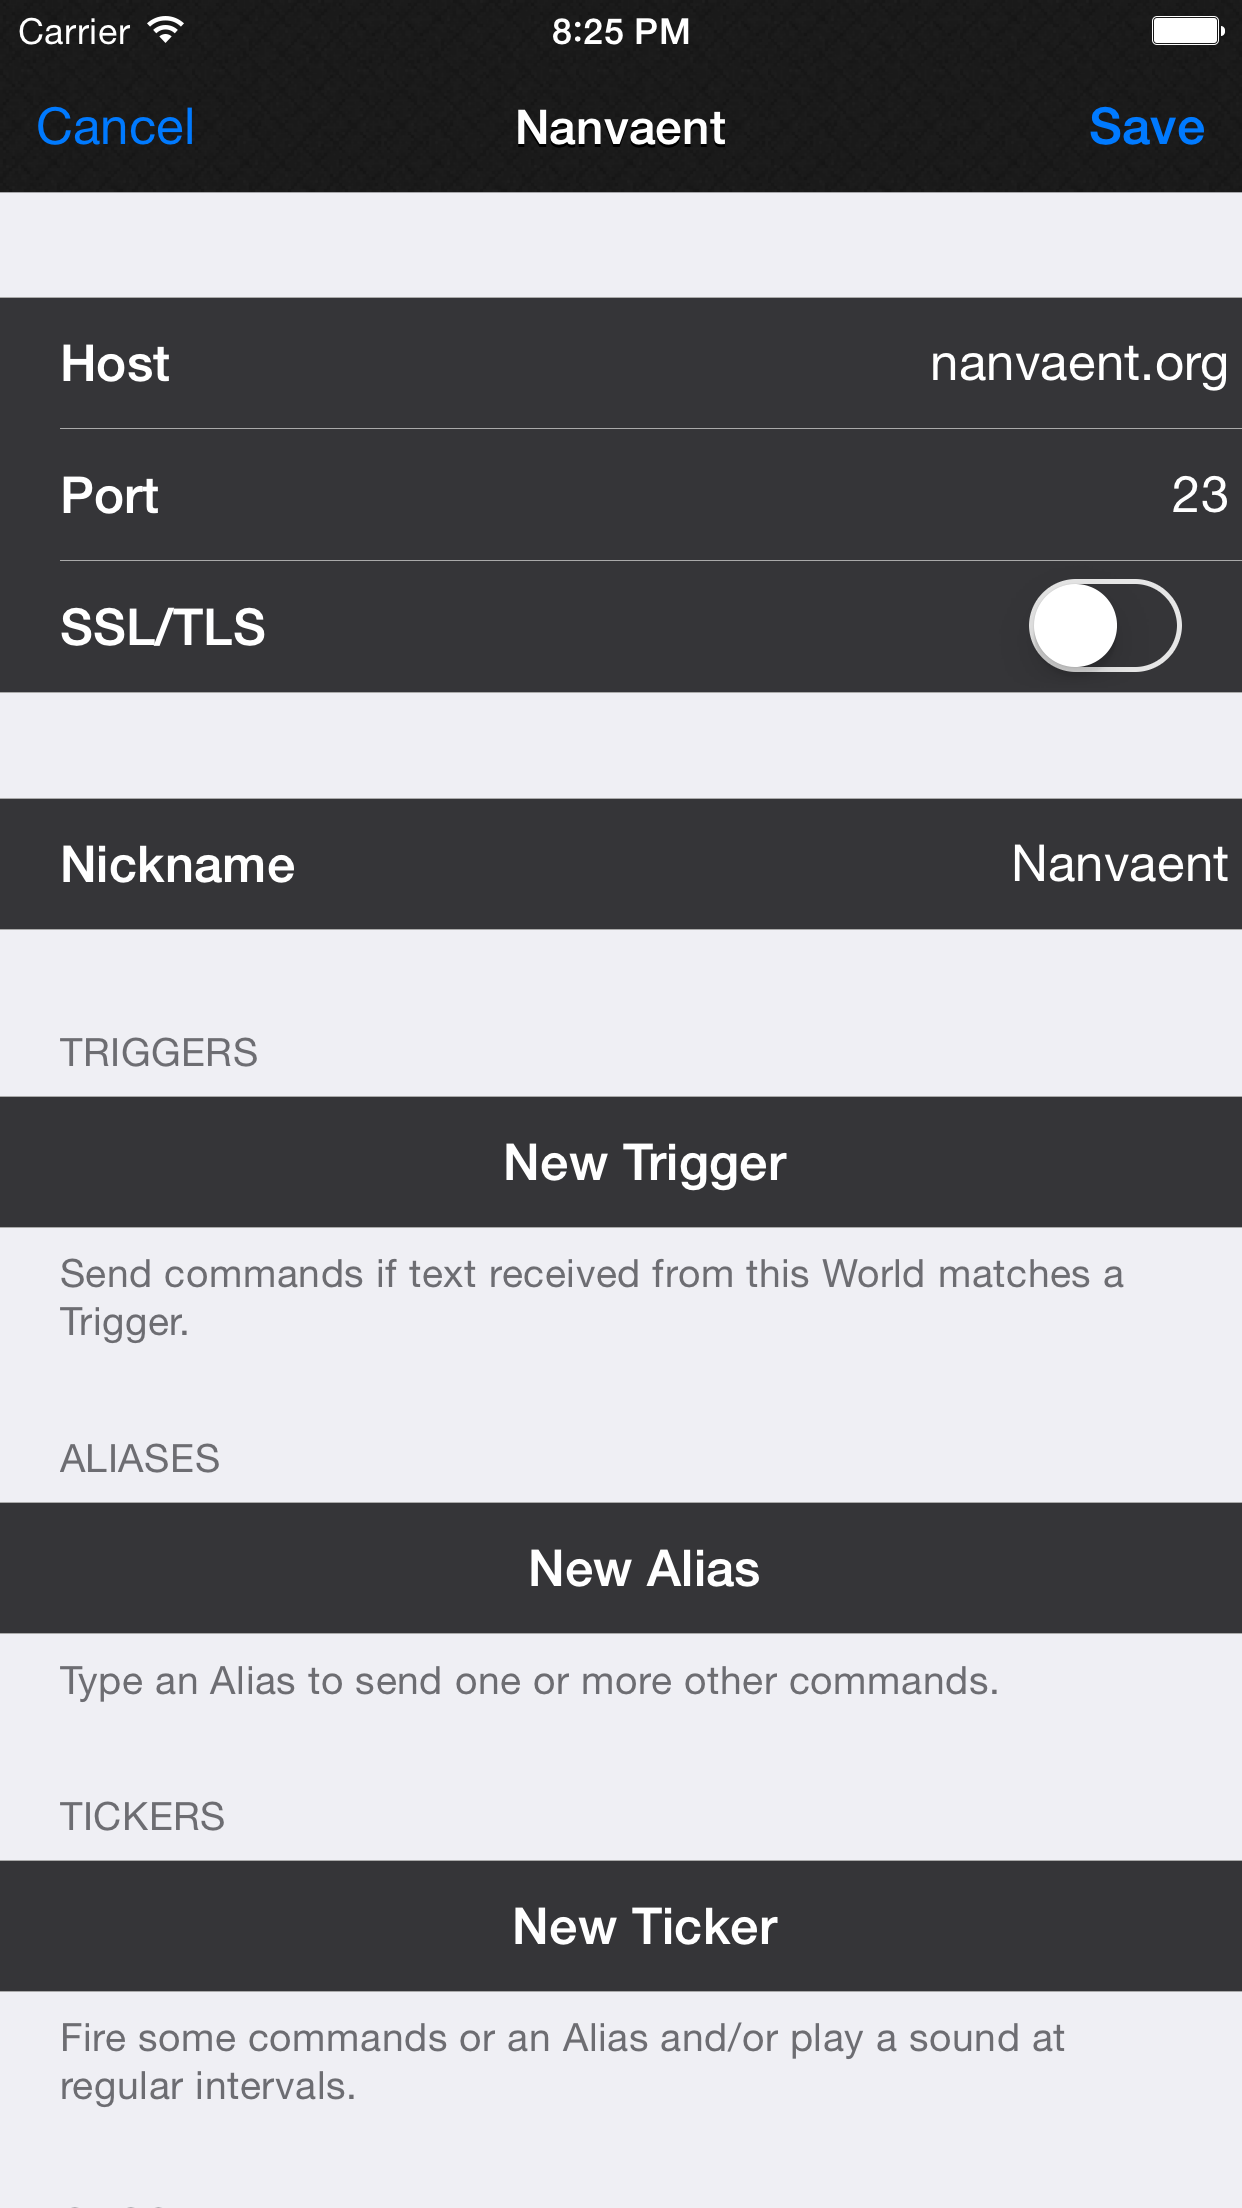 Carrier 8:25 PM
Cancel Nanvaent Save
Host nanvaent.org
Port 23
SSL/TLS
Nickname Nanvaent
TRIGGERS
New Trigger
Send commands if text received from this World matches a
Trigger.
ALIASES
New Alias
Type an Alias to send one or more other commands.
TICKERS
New Ticker
Fire some commands or an Alias and/or play a sound at
regular intervals.